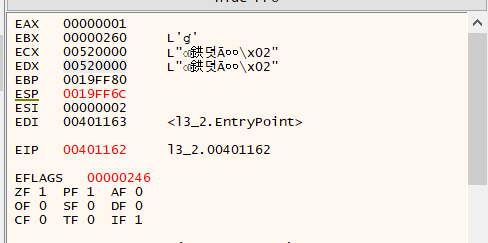 EAX 00000001
EBX 00000260 L'ɠ'
ECX 00520000
EDX 00520000
EBP 0019FF80
ESP 0019FF6C
ESI 00000002
EDI 00401163 <l3_2.EntryPoint>
EIP 00401162 l3_2.00401162
EFLAGS 00000246
ZF 1 PF 1 AF 0
OF 0 SF 0 DF 0
CF 0 TF 0 IF 1